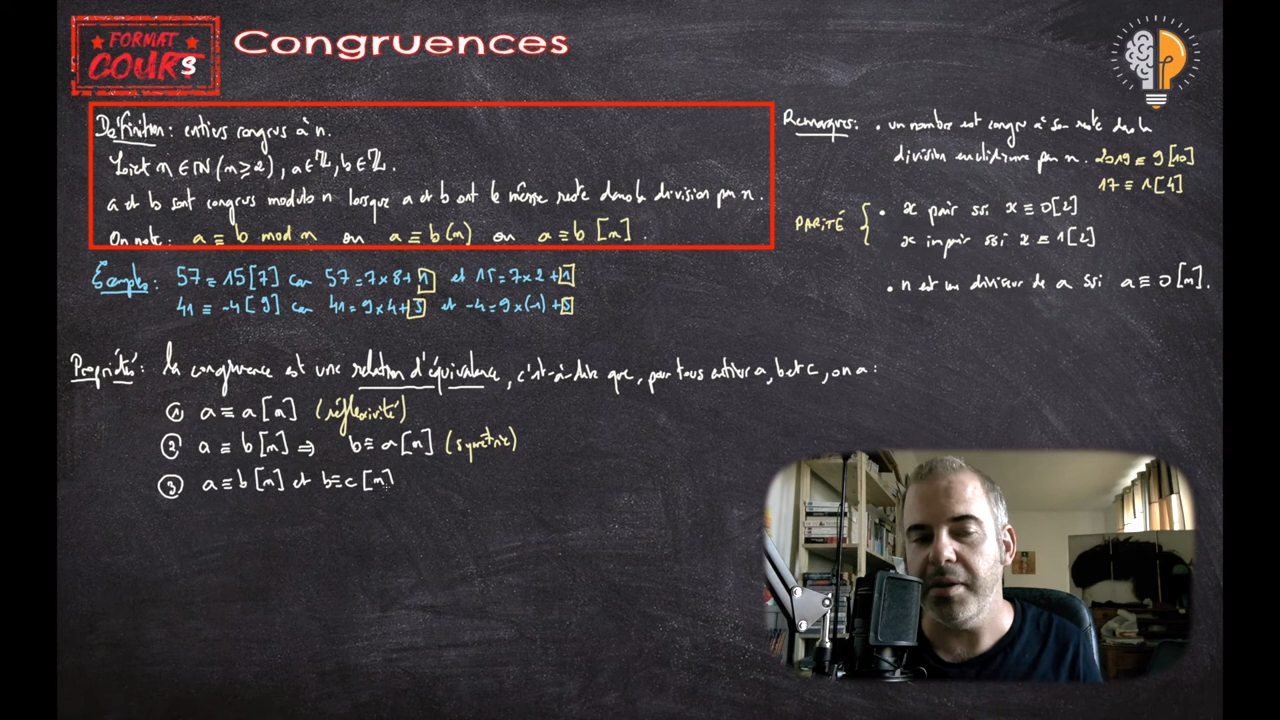 FORMAT
COURS
Congruences
Définition : entiers congrus à n.
Soient n ∈ ℕ (n ≥ 2), a ∈ ℤ, b ∈ ℤ.
a et b sont congrus modulo n lorsque a et b ont le même reste dans la division par n.
On note : a ≡ b mod n ou a ≡ b (n) ou a ≡ b [n].
Exemples : 57 ≡ 15 [7] car 57 = 7 × 8 + 1 et 15 = 7 × 2 + 1
41 ≡ -4 [9] car 41 = 9 × 4 + 5 et -4 = 9 × (-1) + 5
Remarques : • un nombre est congru à son reste dans la
division euclidienne par n. 2019 ≡ 9 [10]
17 ≡ 1 [4]
PARITÉ { • x pair ssi x ≡ 0 [2]
x impair ssi x ≡ 1 [2]
• n est un diviseur de a ssi a ≡ 0 [n].
Propriétés : la congruence est une relation d'équivalence, c'est-à-dire que, pour tous entiers a, b et c, on a :
① a ≡ a [n] (réflexivité)
② a ≡ b [n] ⇒ b ≡ a [n] (symétrie)
③ a ≡ b [n] et b ≡ c [n]